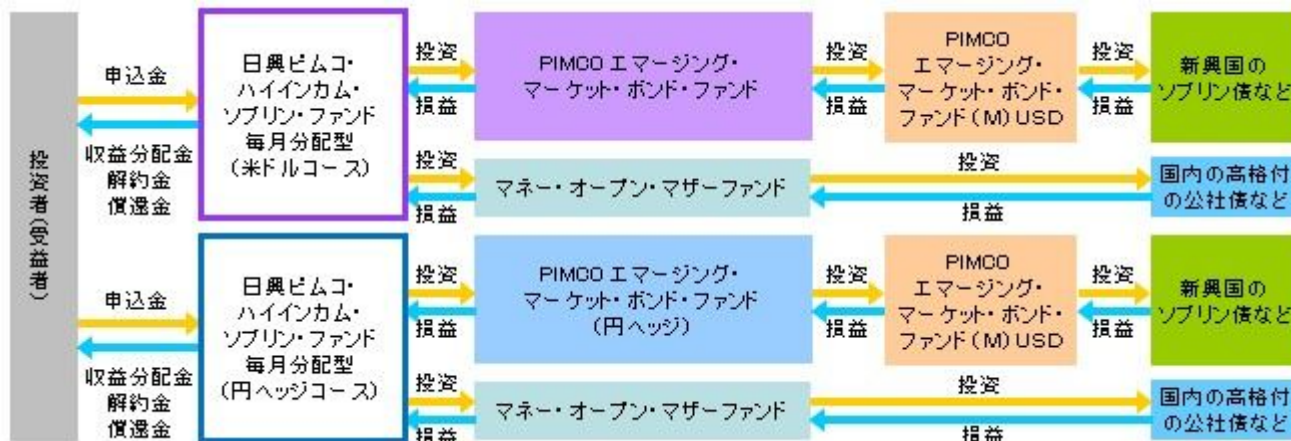 投資者(受益者)
申込金
収益分配金
解約金
償還金
日興ピムコ・
ハイインカム・
ソブリン・ファンド
毎月分配型
(米ドルコース)
投資
損益
PIMCO エマージング・
マーケット・ボンド・ファンド
投資
損益
PIMCO
エマージング・
マーケット・ボンド・
ファンド(M)USD
投資
損益
新興国の
ソブリン債など
投資
損益
マネー・オープン・マザーファンド
投資
損益
国内の高格付
の公社債など
申込金
収益分配金
解約金
償還金
日興ピムコ・
ハイインカム・
ソブリン・ファンド
毎月分配型
(円ヘッジコース)
投資
損益
PIMCO エマージング・
マーケット・ボンド・ファンド
(円ヘッジ)
投資
損益
PIMCO
エマージング・
マーケット・ボンド・
ファンド(M)USD
投資
損益
新興国の
ソブリン債など
投資
損益
マネー・オープン・マザーファンド
投資
損益
国内の高格付
の公社債など